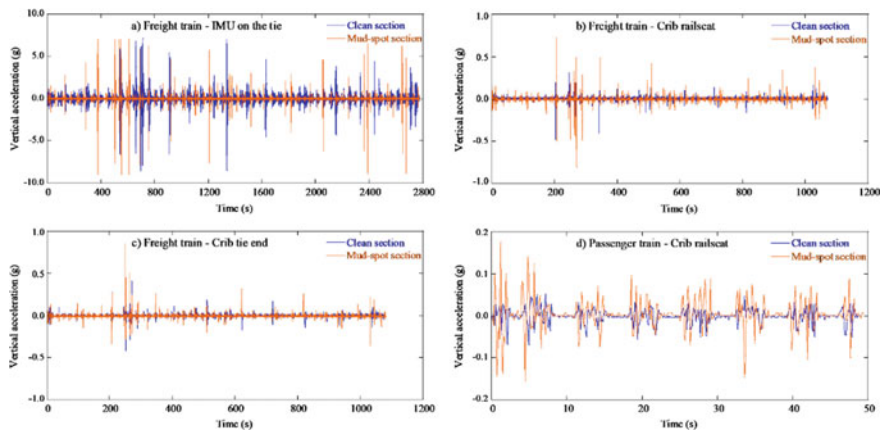 a) Freight train - IMU on the tie
Clean section
Mud-spot section
Vertical acceleration (g)
10.0
5.0
0.0
-5.0
-10.0
0 400 800 1200 1600 2000 2400 2800
Time (s)
b) Freight train - Crib railseat
Clean section
Mud-spot section
Vertical acceleration (g)
1.0
0.5
0.0
-0.5
-1.0
0 200 400 600 800 1000 1200
Time (s)
c) Freight train - Crib tie end
Clean section
Mud-spot section
Vertical acceleration (g)
1.0
0.5
0.0
-0.5
-1.0
0 200 400 600 800 1000 1200
Time (s)
d) Passenger train - Crib railseat
Clean section
Mud-spot section
Vertical acceleration (g)
0.2
0.1
0.0
-0.1
-0.2
0 10 20 30 40 50
Time (s)